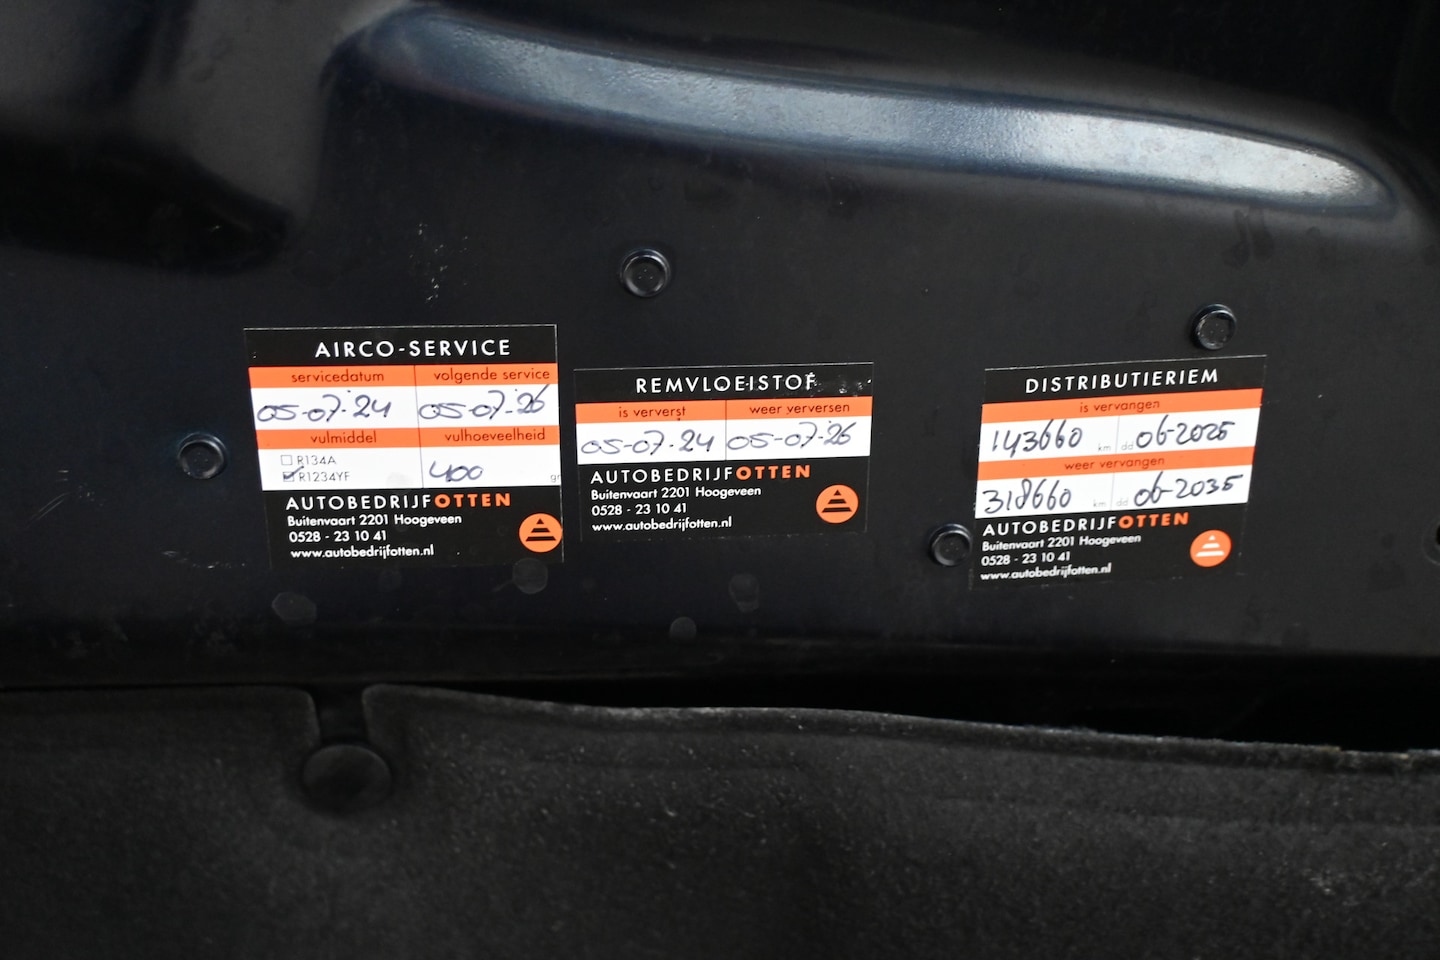 AIRCO-SERVICE
servicedatum volgende service
05-07-24 05-07-26
vulmiddel vulhoeveelheid
R134A
R1234YF 400 gr
AUTOBEDRIJFOTTEN
Buitenvaart 2201 Hoogeveen
0528 - 23 10 41
www.autobedrijfotten.nl
REMVLOEISTOF
is ververst weer verversen
05-07-24 05-07-26
AUTOBEDRIJFOTTEN
Buitenvaart 2201 Hoogeveen
0528 - 23 10 41
www.autobedrijfotten.nl
DISTRIBUTIERIEM
is vervangen
143660 km dd 06-2025
weer vervangen
318660 km dd 06-2035
AUTOBEDRIJFOTTEN
Buitenvaart 2201 Hoogeveen
0528 - 23 10 41
www.autobedrijfotten.nl